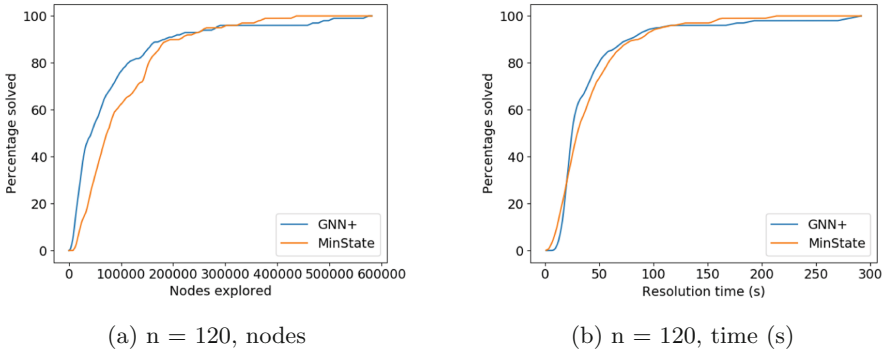 Percentage solved
100
80
60
40
20
0
GNN+
MinState
0 100000 200000 300000 400000 500000 600000
Nodes explored
(a) n = 120, nodes
Percentage solved
100
80
60
40
20
0
GNN+
MinState
0 50 100 150 200 250 300
Resolution time (s)
(b) n = 120, time (s)